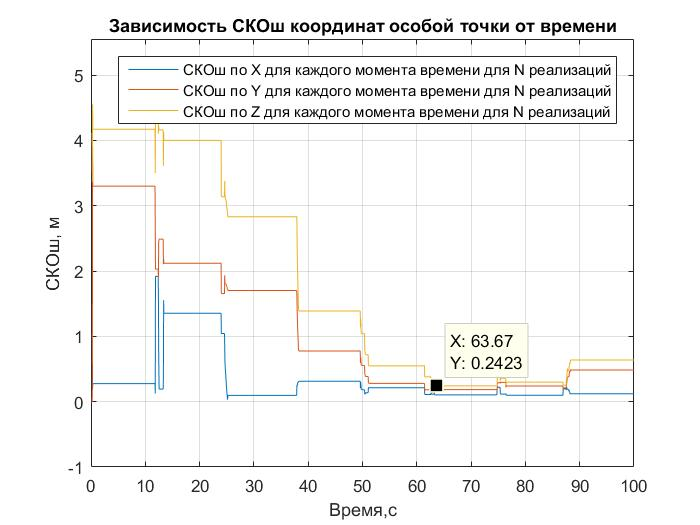 Зависимость СКОш координат особой точки от времени
СКОш по X для каждого момента времени для N реализаций
СКОш по Y для каждого момента времени для N реализаций
СКОш по Z для каждого момента времени для N реализаций
СКОш, м
5
4
3
2
1
0
-1
X: 63.67
Y: 0.2423
0 10 20 30 40 50 60 70 80 90 100
Время,с